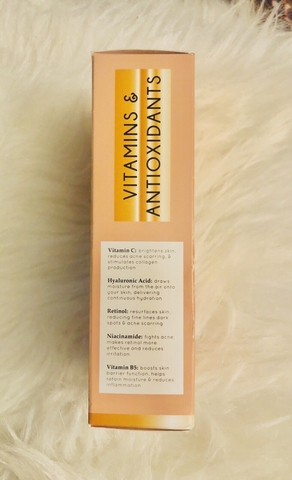 VITAMINS &
ANTIOXIDANTS
Vitamin C: brightens skin,
reduces acne scarring, &
stimulates collagen
production
Hyaluronic Acid: draws
moisture from the air onto
your skin, delivering
continuous hydration
Retinol: resurfaces skin,
reducing fine lines dark
spots & acne scarring
Niacinamide: fights acne,
makes retinol more
effective and reduces
irritation
Vitamin B5: boosts skin
barrier function, helps
retain moisture & reduces
inflammation